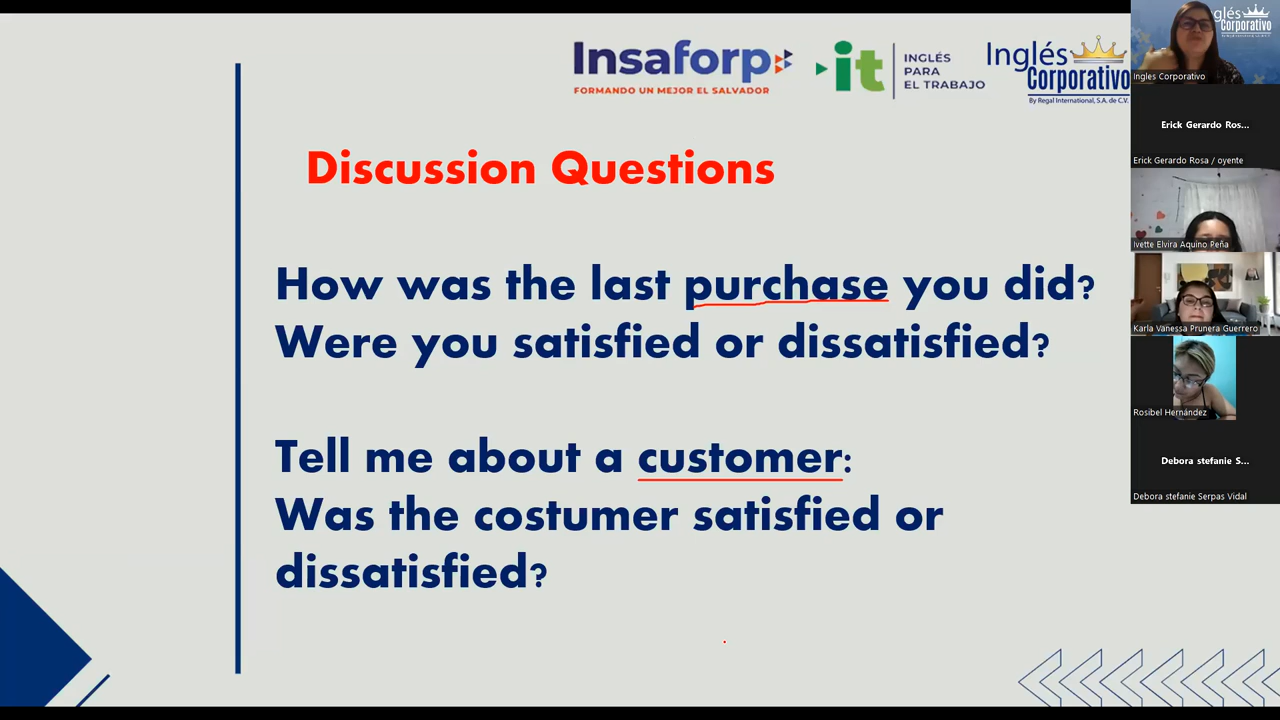 Insaforp
FORMANDO UN MEJOR EL SALVADOR
it
INGLÉS
PARA
EL TRABAJO
Inglés
Corporativo
By Regal International, S.A. de C.V.
Discussion Questions
How was the last purchase you did?
Were you satisfied or dissatisfied?
Tell me about a customer:
Was the costumer satisfied or
dissatisfied?
glés
Corporativo
Ingles Corporativo
Erick Gerardo Ros...
Erick Gerardo Rosa / oyente
Ivette Elvira Aquino Peña
Karla Vanessa Prunera Guerrero
Rosibel Hernández
Debora stefanie S...
Debora stefanie Serpas Vidal